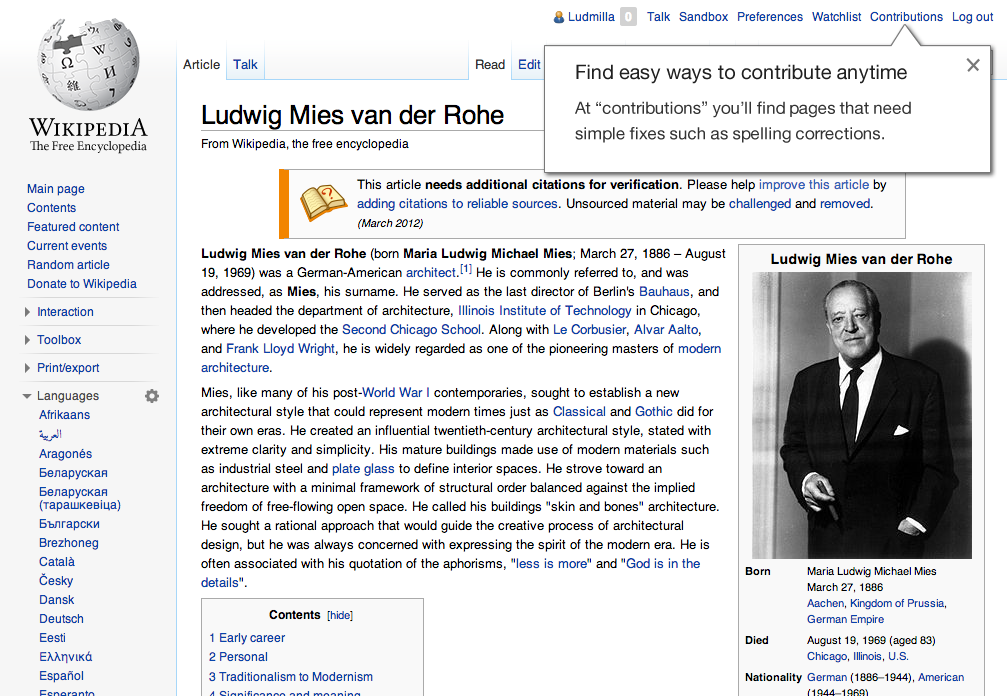 Ludmilla 0 Talk Sandbox Preferences Watchlist Contributions Log out
Find easy ways to contribute anytime
At “contributions” you’ll find pages that need
simple fixes such as spelling corrections.
WIKIPEDIA
The Free Encyclopedia
Main page
Contents
Featured content
Current events
Random article
Donate to Wikipedia
Interaction
Toolbox
Print/export
Languages
Afrikaans
العربية
Aragonés
Беларуская
Беларуская
(тарашкевіца)
Български
Brezhoneg
Català
Česky
Dansk
Deutsch
Eesti
Ελληνικά
Español
Esperanto
Article Talk Read Edit
Ludwig Mies van der Rohe
From Wikipedia, the free encyclopedia
This article needs additional citations for verification. Please help improve this article by
adding citations to reliable sources. Unsourced material may be challenged and removed.
(March 2012)
Ludwig Mies van der Rohe (born Maria Ludwig Michael Mies; March 27, 1886 – August
19, 1969) was a German-American architect.[1] He is commonly referred to, and was
addressed, as Mies, his surname. He served as the last director of Berlin's Bauhaus, and
then headed the department of architecture, Illinois Institute of Technology in Chicago,
where he developed the Second Chicago School. Along with Le Corbusier, Alvar Aalto,
and Frank Lloyd Wright, he is widely regarded as one of the pioneering masters of modern
architecture.
Mies, like many of his post-World War I contemporaries, sought to establish a new
architectural style that could represent modern times just as Classical and Gothic did for
their own eras. He created an influential twentieth-century architectural style, stated with
extreme clarity and simplicity. His mature buildings made use of modern materials such
as industrial steel and plate glass to define interior spaces. He strove toward an
architecture with a minimal framework of structural order balanced against the implied
freedom of free-flowing open space. He called his buildings "skin and bones" architecture.
He sought a rational approach that would guide the creative process of architectural
design, but he was always concerned with expressing the spirit of the modern era. He is
often associated with his quotation of the aphorisms, "less is more" and "God is in the
details".
Contents [hide]
1 Early career
2 Personal
3 Traditionalism to Modernism
4 Significance and meaning
Ludwig Mies van der Rohe
Born Maria Ludwig Michael Mies
March 27, 1886
Aachen, Kingdom of Prussia,
German Empire
Died August 19, 1969 (aged 83)
Chicago, Illinois, U.S.
Nationality German (1886–1944), American
(1944–1969)